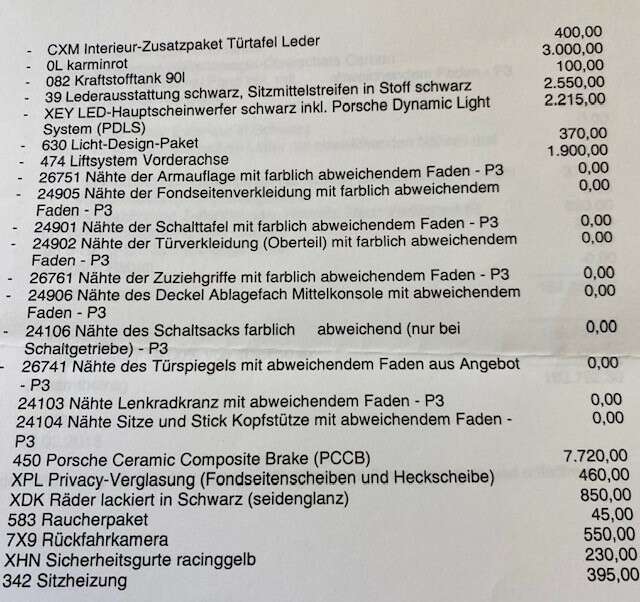 - CXM Interieur-Zusatzpaket Türtafel Leder 400,00
- 0L karminrot 3.000,00
- 082 Kraftstofftank 90l 100,00
- 39 Lederausstattung schwarz, Sitzmittelstreifen in Stoff schwarz 2.550,00
- XEY LED-Hauptscheinwerfer schwarz inkl. Porsche Dynamic Light 2.215,00
System (PDLS)
- 630 Licht-Design-Paket 370,00
- 474 Liftsystem Vorderachse 1.900,00
- 26751 Nähte der Armauflage mit farblich abweichendem Faden - P3 0,00
- 24905 Nähte der Fondseitenverkleidung mit farblich abweichendem 0,00
Faden - P3
- 24901 Nähte der Schalttafel mit farblich abweichendem Faden - P3 0,00
- 24902 Nähte der Türverkleidung (Oberteil) mit farblich abweichendem 0,00
Faden - P3
- 26761 Nähte der Zuziehgriffe mit farblich abweichendem Faden - P3 0,00
- 24906 Nähte des Deckel Ablagefach Mittelkonsole mit abweichendem 0,00
Faden - P3
- 24106 Nähte des Schaltsacks farblich abweichend (nur bei 0,00
Schaltgetriebe) - P3
- 26741 Nähte des Türspiegels mit abweichendem Faden aus Angebot 0,00
- P3
24103 Nähte Lenkradkranz mit abweichendem Faden - P3 0,00
24104 Nähte Sitze und Stick Kopfstütze mit abweichendem Faden - 0,00
P3
450 Porsche Ceramic Composite Brake (PCCB) 7.720,00
XPL Privacy-Verglasung (Fondseitenscheiben und Heckscheibe) 460,00
XDK Räder lackiert in Schwarz (seidenglanz) 850,00
583 Raucherpaket 45,00
7X9 Rückfahrkamera 550,00
XHN Sicherheitsgurte racinggelb 230,00
342 Sitzheizung 395,00